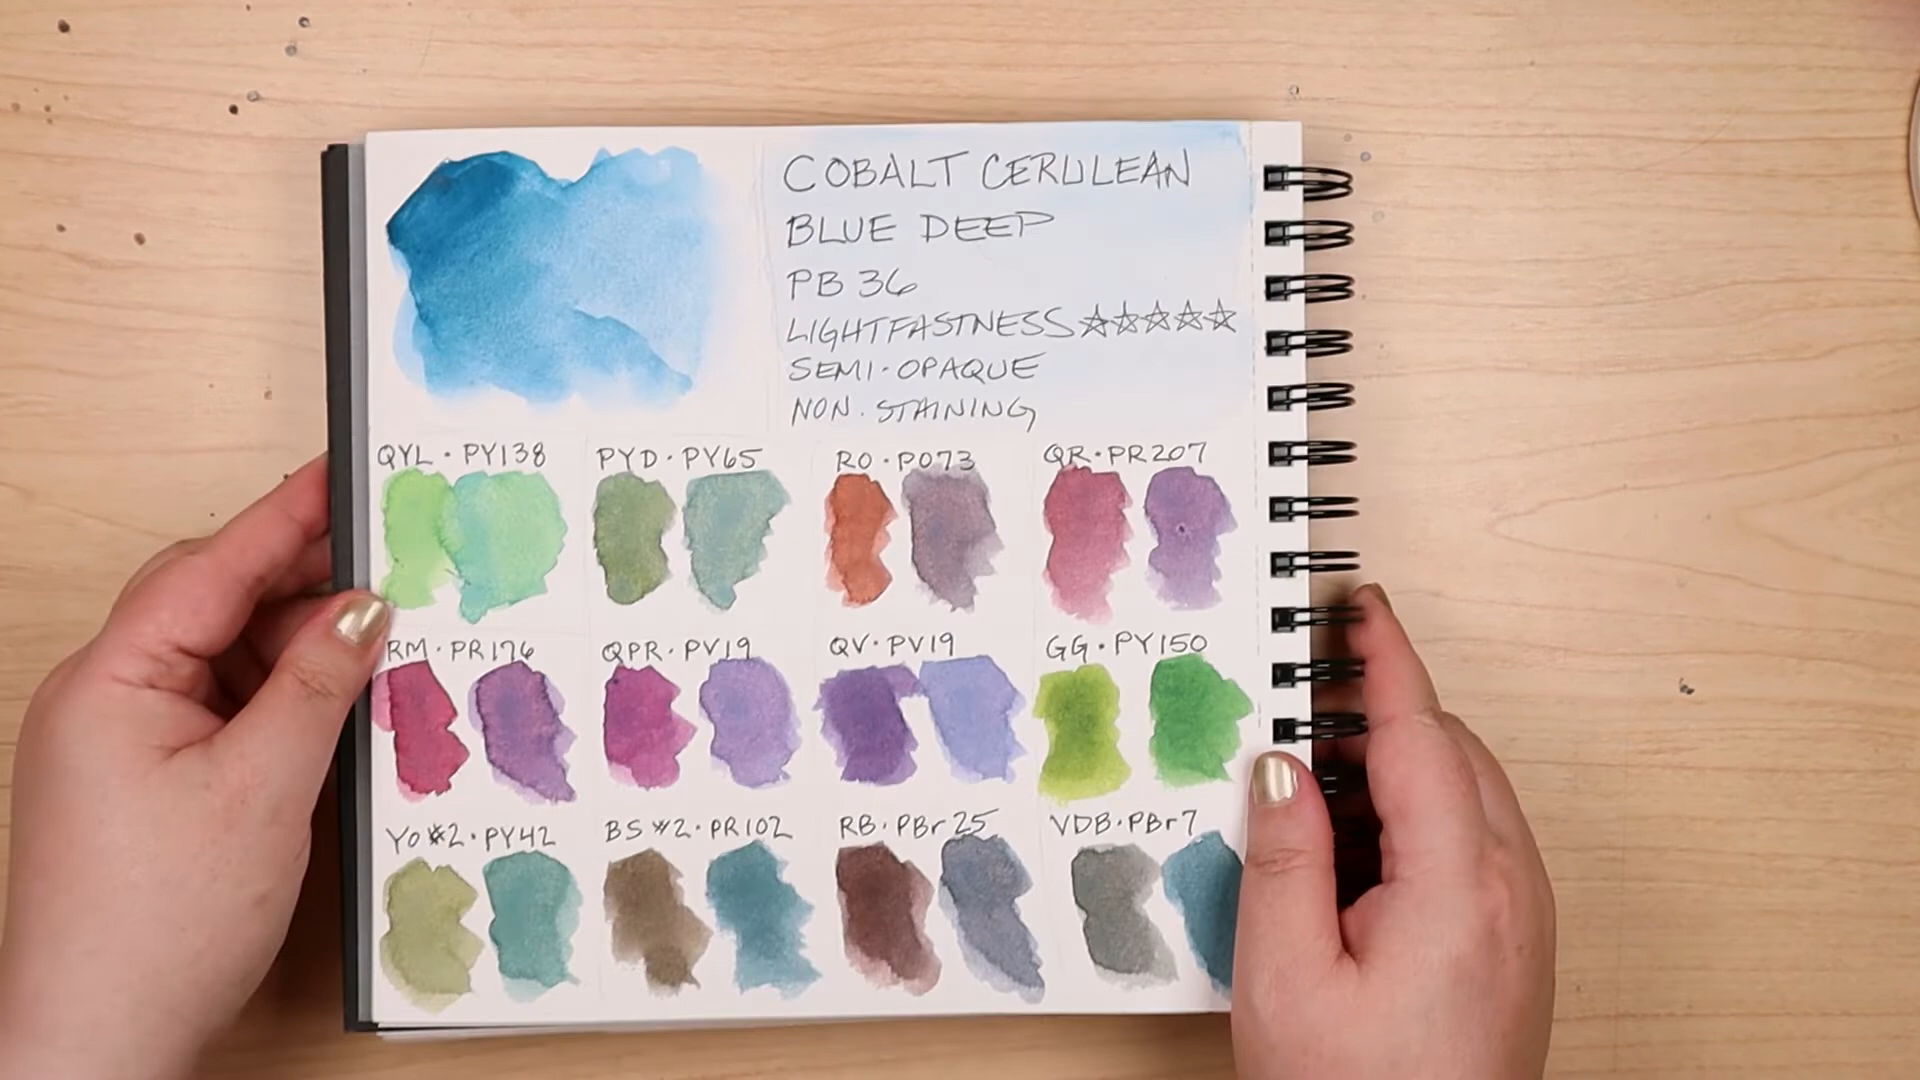 COBALT CERULEAN
BLUE DEEP
PB 36
LIGHTFASTNESS ☆☆☆☆☆
SEMI-OPAQUE
NON-STAINING
QYL · PY138
PYD · PY65
RO · PO73
QR · PR207
RM · PR176
QPR · PV19
QV · PV19
GG · PY150
YO #2 · PY42
BS #2 · PR102
RB · PBr25
VDB · PBr7